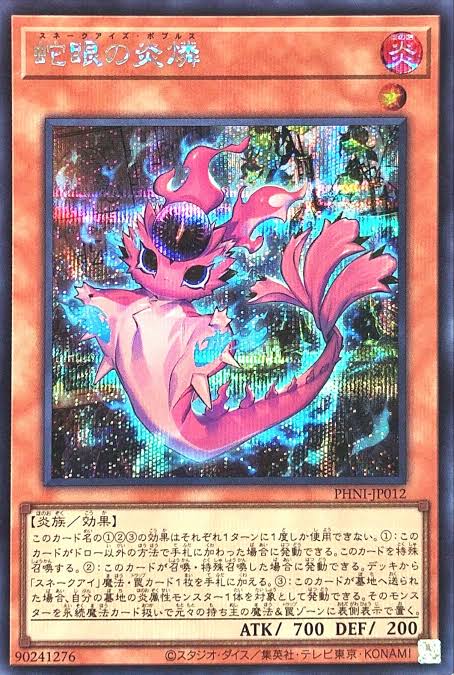 スネークアイズ・ポプルス
蛇眼の炎燐
炎
PHNI-JP012
【炎族／効果】
このカード名の①②③の効果はそれぞれ1ターンに1度しか使用できない。①：この
カードがドロー以外の方法で手札に加わった場合に発動できる。このカードを特殊
召喚する。②：このカードが召喚・特殊召喚した場合に発動できる。デッキから
「スネークアイ」魔法・罠カード1枚を手札に加える。③：このカードが墓地へ送られ
た場合、自分の墓地の炎属性モンスター1体を対象として発動できる。そのモンス
ターを永続魔法カード扱いで元々の持ち主の魔法＆罠ゾーンに表側表示で置く。
ATK/ 700 DEF/ 200
90241276
©スタジオ・ダイス／集英社・テレビ東京・KONAMI